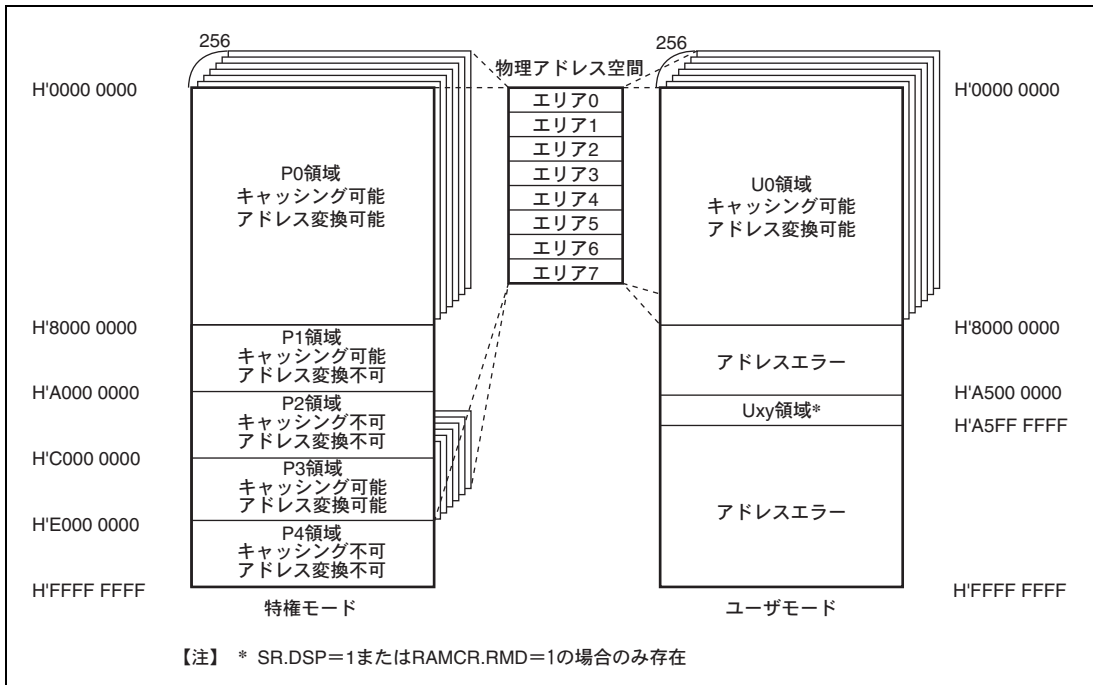 256
H'0000 0000
P0領域
キャッシング可能
アドレス変換可能
H'8000 0000
P1領域
キャッシング可能
アドレス変換不可
H'A000 0000
P2領域
キャッシング不可
アドレス変換不可
H'C000 0000
P3領域
キャッシング可能
アドレス変換可能
H'E000 0000
P4領域
キャッシング不可
アドレス変換不可
H'FFFF FFFF
特権モード
物理アドレス空間
エリア0
エリア1
エリア2
エリア3
エリア4
エリア5
エリア6
エリア7
256
H'0000 0000
U0領域
キャッシング可能
アドレス変換可能
H'8000 0000
アドレスエラー
H'A500 0000
Uxy領域*
H'A5FF FFFF
アドレスエラー
H'FFFF FFFF
ユーザモード
【注】 * SR.DSP=1またはRAMCR.RMD=1の場合のみ存在